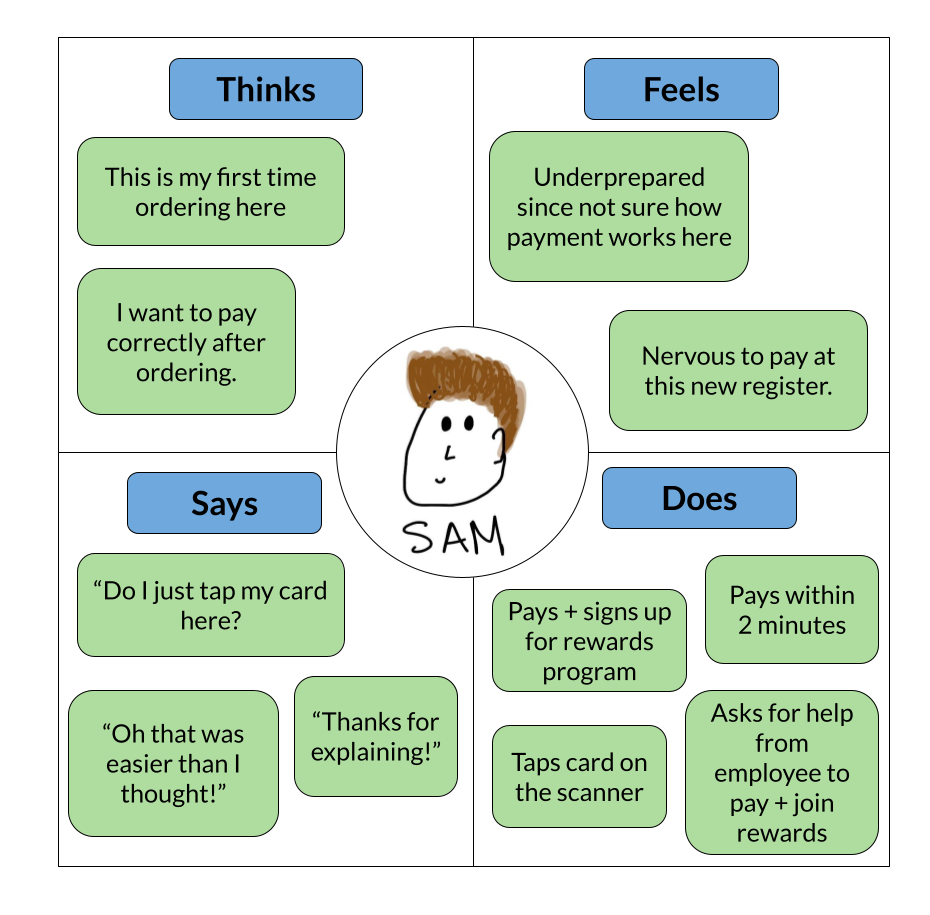 Thinks
This is my first time
ordering here
I want to pay
correctly after
ordering.
Feels
Underprepared
since not sure how
payment works here
Nervous to pay at
this new register.
SAM
Says
“Do I just tap my card
here?
“Oh that was
easier than I
thought!”
“Thanks for
explaining!”
Does
Pays + signs up
for rewards
program
Pays within
2 minutes
Taps card on
the scanner
Asks for help
from
employee to
pay + join
rewards